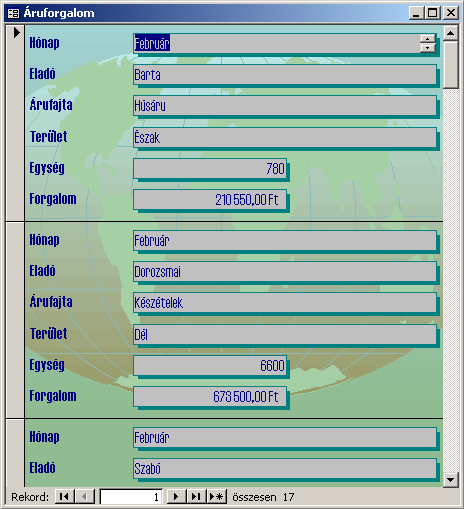 Áruforgalom
Hónap Február
Eladó Barta
Árufajta Húsáru
Terület Észak
Egység 780
Forgalom 210 550,00 Ft
Hónap Február
Eladó Dorozsmai
Árufajta Készételek
Terület Dél
Egység 6600
Forgalom 673 500,00 Ft
Hónap Február
Eladó Szabó
Rekord: 1 összesen 17